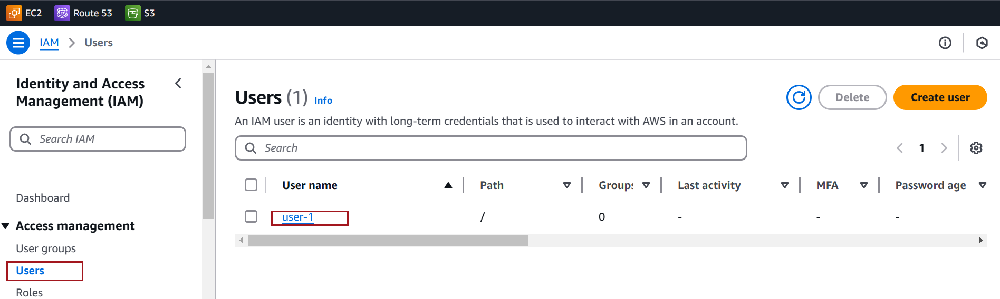 EC2 Route 53 S3
IAM > Users
Identity and Access
Management (IAM)
Search IAM
Dashboard
Access management
User groups
Users
Roles
Users (1) Info
Delete
Create user
An IAM user is an identity with long-term credentials that is used to interact with AWS in an account.
Search
1
User name Path Groups Last activity MFA Password age
user-1 / 0 - - -